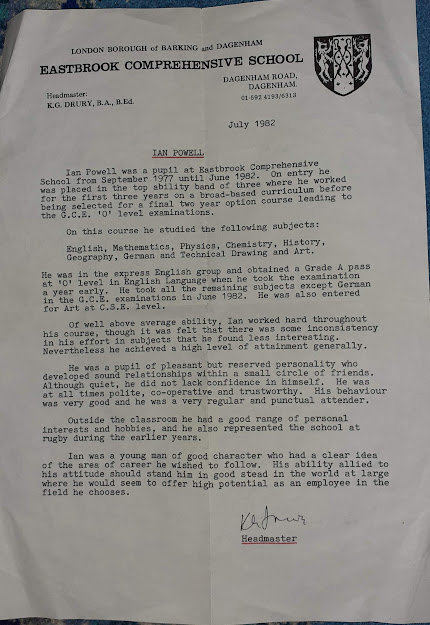 LONDON BOROUGH of BARKING and DAGENHAM
EASTBROOK COMPREHENSIVE SCHOOL
Headmaster:
K.G. DRURY, B.A., B.Ed.
DAGENHAM ROAD,
DAGENHAM.
01-592 4193/6313
July 1982
IAN POWELL
Ian Powell was a pupil at Eastbrook Comprehensive
School from September 1977 until June 1982. On entry he
was placed in the top ability band of three where he worked
for the first three years on a broad-based curriculum before
being selected for a final two year option course leading to
the G.C.E. 'O' level examinations.
On this course he studied the following subjects:
English, Mathematics, Physics, Chemistry, History,
Geography, German and Technical Drawing and Art.
He was in the express English group and obtained a Grade A pass
at 'O' level in English Language when he took the examination
a year early. He took all the remaining subjects except German
in the G.C.E. examinations in June 1982. He was also entered
for Art at C.S.E. level.
Of well above average ability, Ian worked hard throughout
his course, though it was felt that there was some inconsistency
in his effort in subjects that he found less interesting.
Nevertheless he achieved a high level of attainment generally.
He was a pupil of pleasant but reserved personality who
developed sound relationships within a small circle of friends.
Although quiet, he did not lack confidence in himself. He was
at all times polite, co-operative and trustworthy. His behaviour
was very good and he was a very regular and punctual attender.
Outside the classroom he had a good range of personal
interests and hobbies, and he also represented the school at
rugby during the earlier years.
Ian was a young man of good character who had a clear idea
of the area of career he wished to follow. His ability allied to
his attitude should stand him in good stead in the world at large
where he would seem to offer high potential as an employee in the
field he chooses.
Headmaster